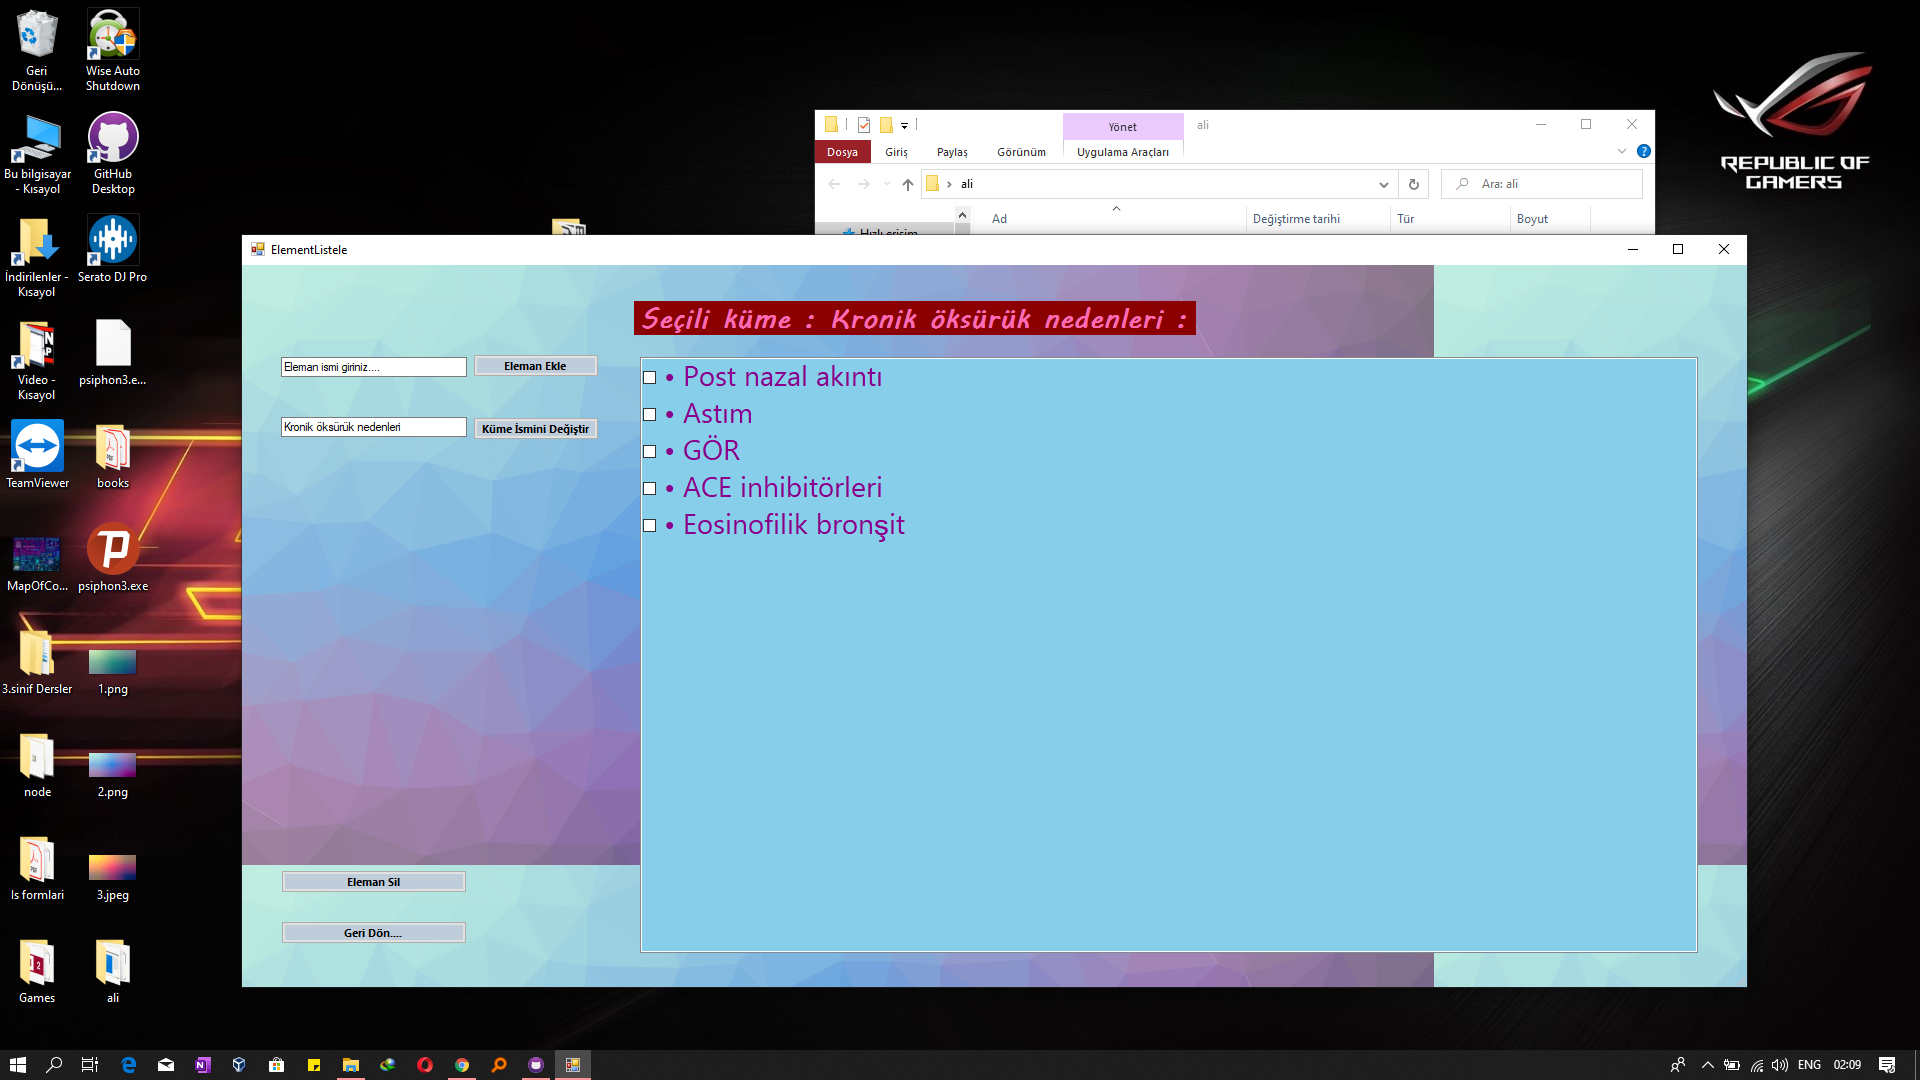 Geri
Dönüşü...
Wise Auto
Shutdown
Bu bilgisayar
- Kısayol
GitHub
Desktop
İndirilenler -
Kısayol
Serato DJ Pro
Video -
Kısayol
psiphon3.e...
TeamViewer
books
MapOfCo...
psiphon3.exe
3.sinif Dersler
1.png
node
2.png
Is formlari
3.jpeg
Games
ali
REPUBLIC OF
GAMERS
Yönet
ali
Dosya
Giriş
Paylaş
Görünüm
Uygulama Araçları
ali
Ara: ali
Ad
Değiştirme tarihi
Tür
Boyut
Hızlı erişim
ElementListele
Seçili küme : Kronik öksürük nedenleri :
Eleman ismi giriniz....
Eleman Ekle
Kronik öksürük nedenleri
Küme İsmini Değiştir
• Post nazal akıntı
• Astım
• GÖR
• ACE inhibitörleri
• Eosinofilik bronşit
Eleman Sil
Geri Dön....
ENG
02:09